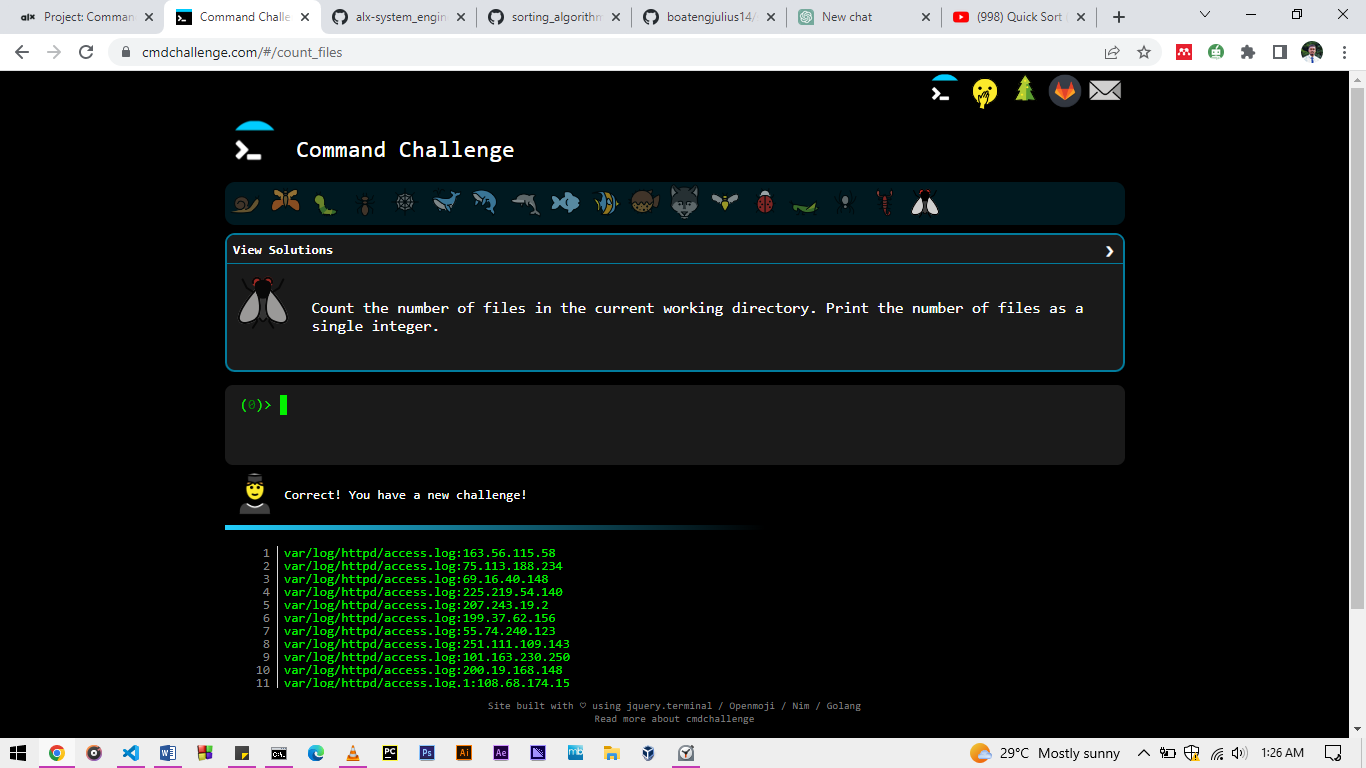 alx Project: Comman
Command Challe
alx-system_engin
sorting_algorithm
boatengjulius14/
New chat
(998) Quick Sort
cmdchallenge.com/#/count_files
Command Challenge
View Solutions
Count the number of files in the current working directory. Print the number of files as a
single integer.
(0)>
Correct! You have a new challenge!
1 var/log/httpd/access.log:163.56.115.58
2 var/log/httpd/access.log:75.113.188.234
3 var/log/httpd/access.log:69.16.40.148
4 var/log/httpd/access.log:225.219.54.140
5 var/log/httpd/access.log:207.243.19.2
6 var/log/httpd/access.log:199.37.62.156
7 var/log/httpd/access.log:55.74.240.123
8 var/log/httpd/access.log:251.111.109.143
9 var/log/httpd/access.log:101.163.230.250
10 var/log/httpd/access.log:200.19.168.148
11 var/log/httpd/access.log.1:108.68.174.15
Site built with ♡ using jquery.terminal / Openmoji / Nim / Golang
Read more about cmdchallenge
PC Ps Ai Ae mb 29°C Mostly sunny 1:26 AM